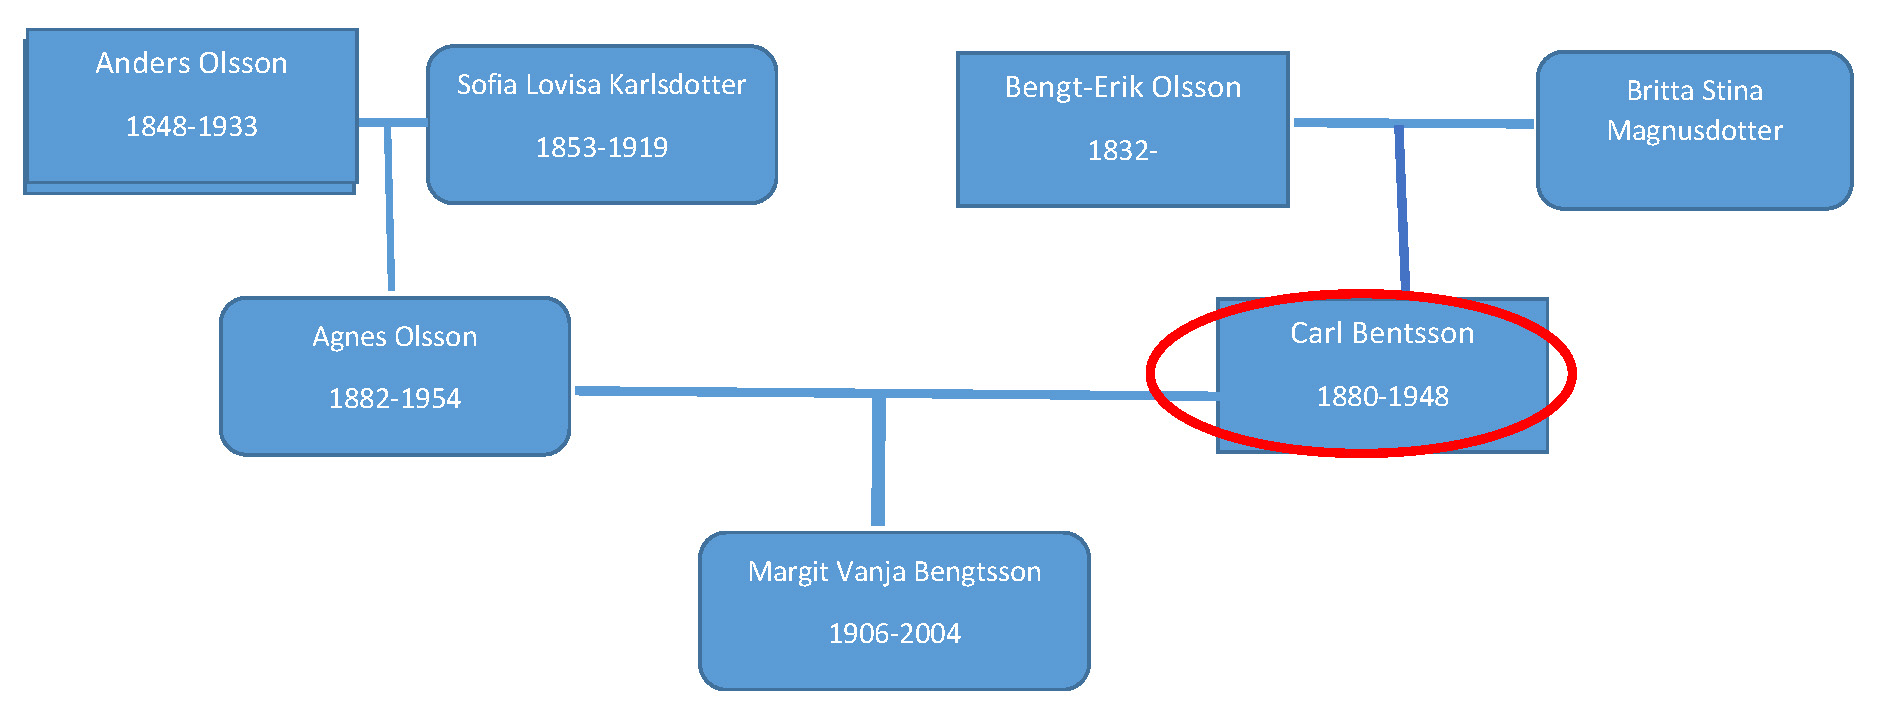 Anders Olsson
1848-1933
Sofia Lovisa Karlsdotter
1853-1919
Bengt-Erik Olsson
1832-
Britta Stina
Magnusdotter
Agnes Olsson
1882-1954
Carl Bentsson
1880-1948
Margit Vanja Bengtsson
1906-2004